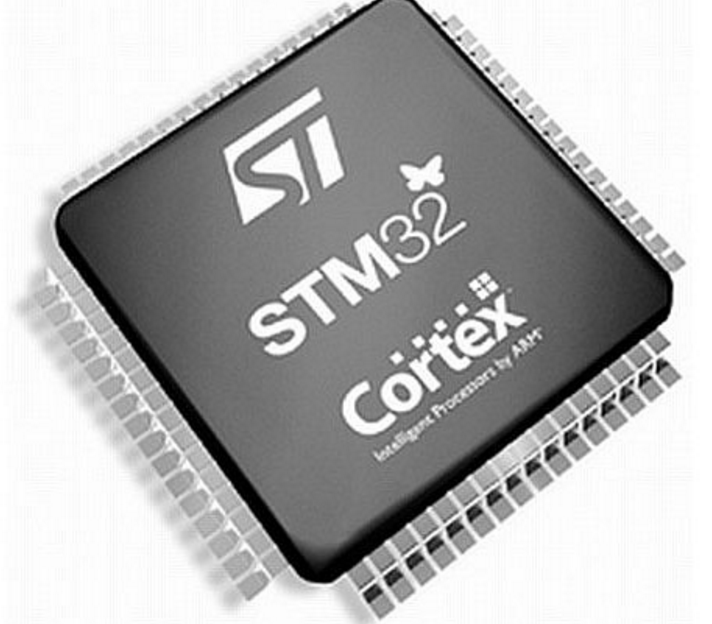 ST
STM32
Cortex
Intelligent Processors by ARM